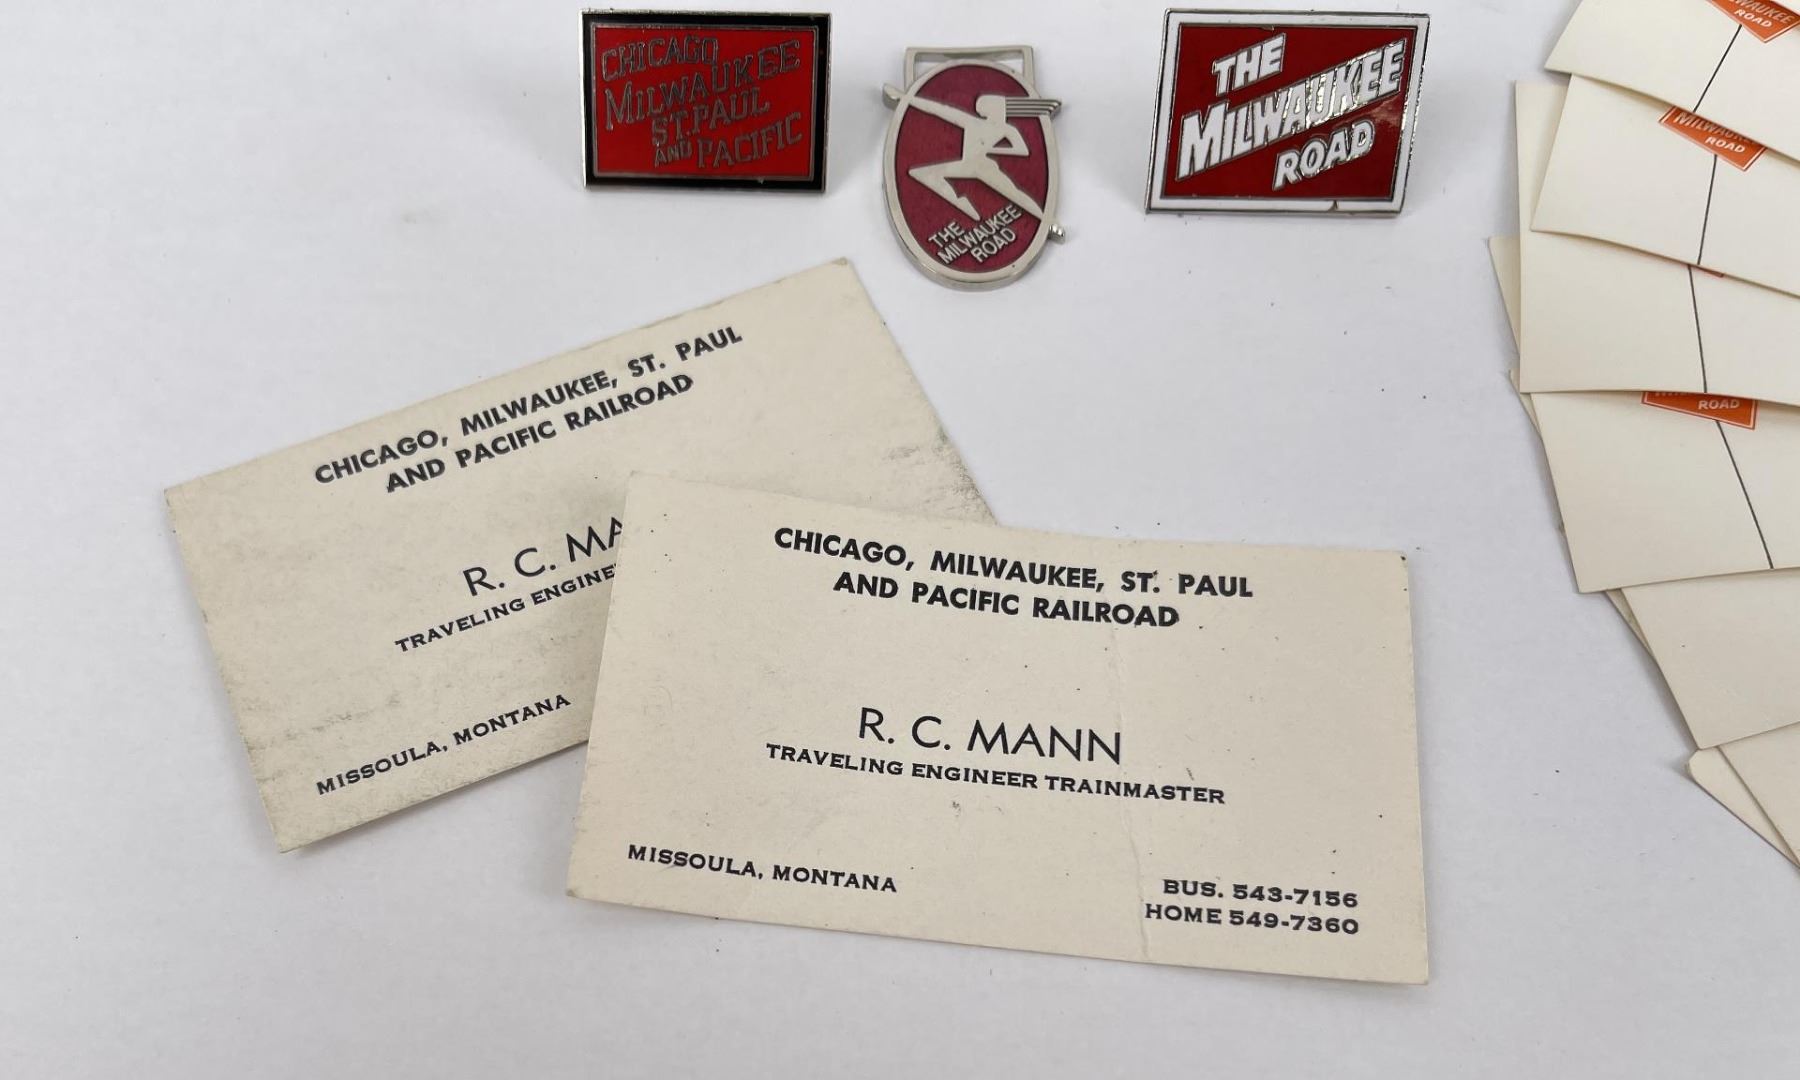 CHICAGO
MILWAUKEE
ST. PAUL
AND PACIFIC
THE
MILWAUKEE
ROAD
THE
MILWAUKEE
ROAD
ROAD
MILWAUKEE
ROAD
ROAD
CHICAGO, MILWAUKEE, ST. PAUL
AND PACIFIC RAILROAD
R. C.
TRAVELING
MISSOULA, MONTANA
CHICAGO, MILWAUKEE, ST. PAUL
AND PACIFIC RAILROAD
R. C. MANN
TRAVELING ENGINEER TRAINMASTER
MISSOULA, MONTANA
BUS. 543-7156
HOME 549-7360